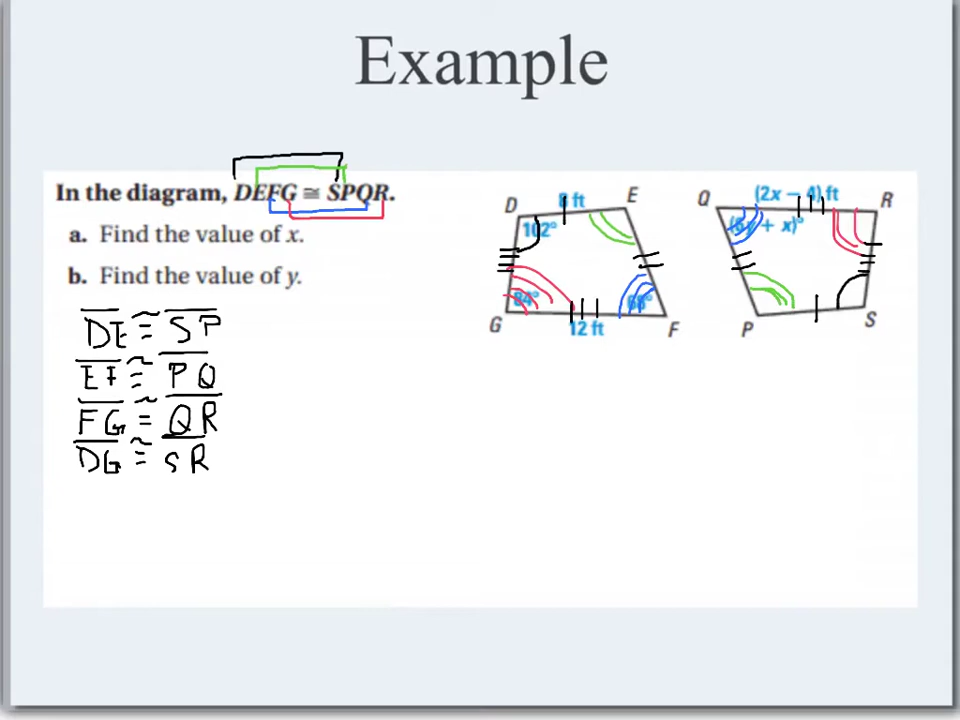 Example
In the diagram, DEFG ≅ SPQR.
a. Find the value of x.
b. Find the value of y.
DE ≅ SP
EF ≅ PQ
FG ≅ QR
DG ≅ SR
D 8 ft E
102°
84° 68°
G 12 ft F
Q (2x − 4) ft R
(6y + x)°
P S